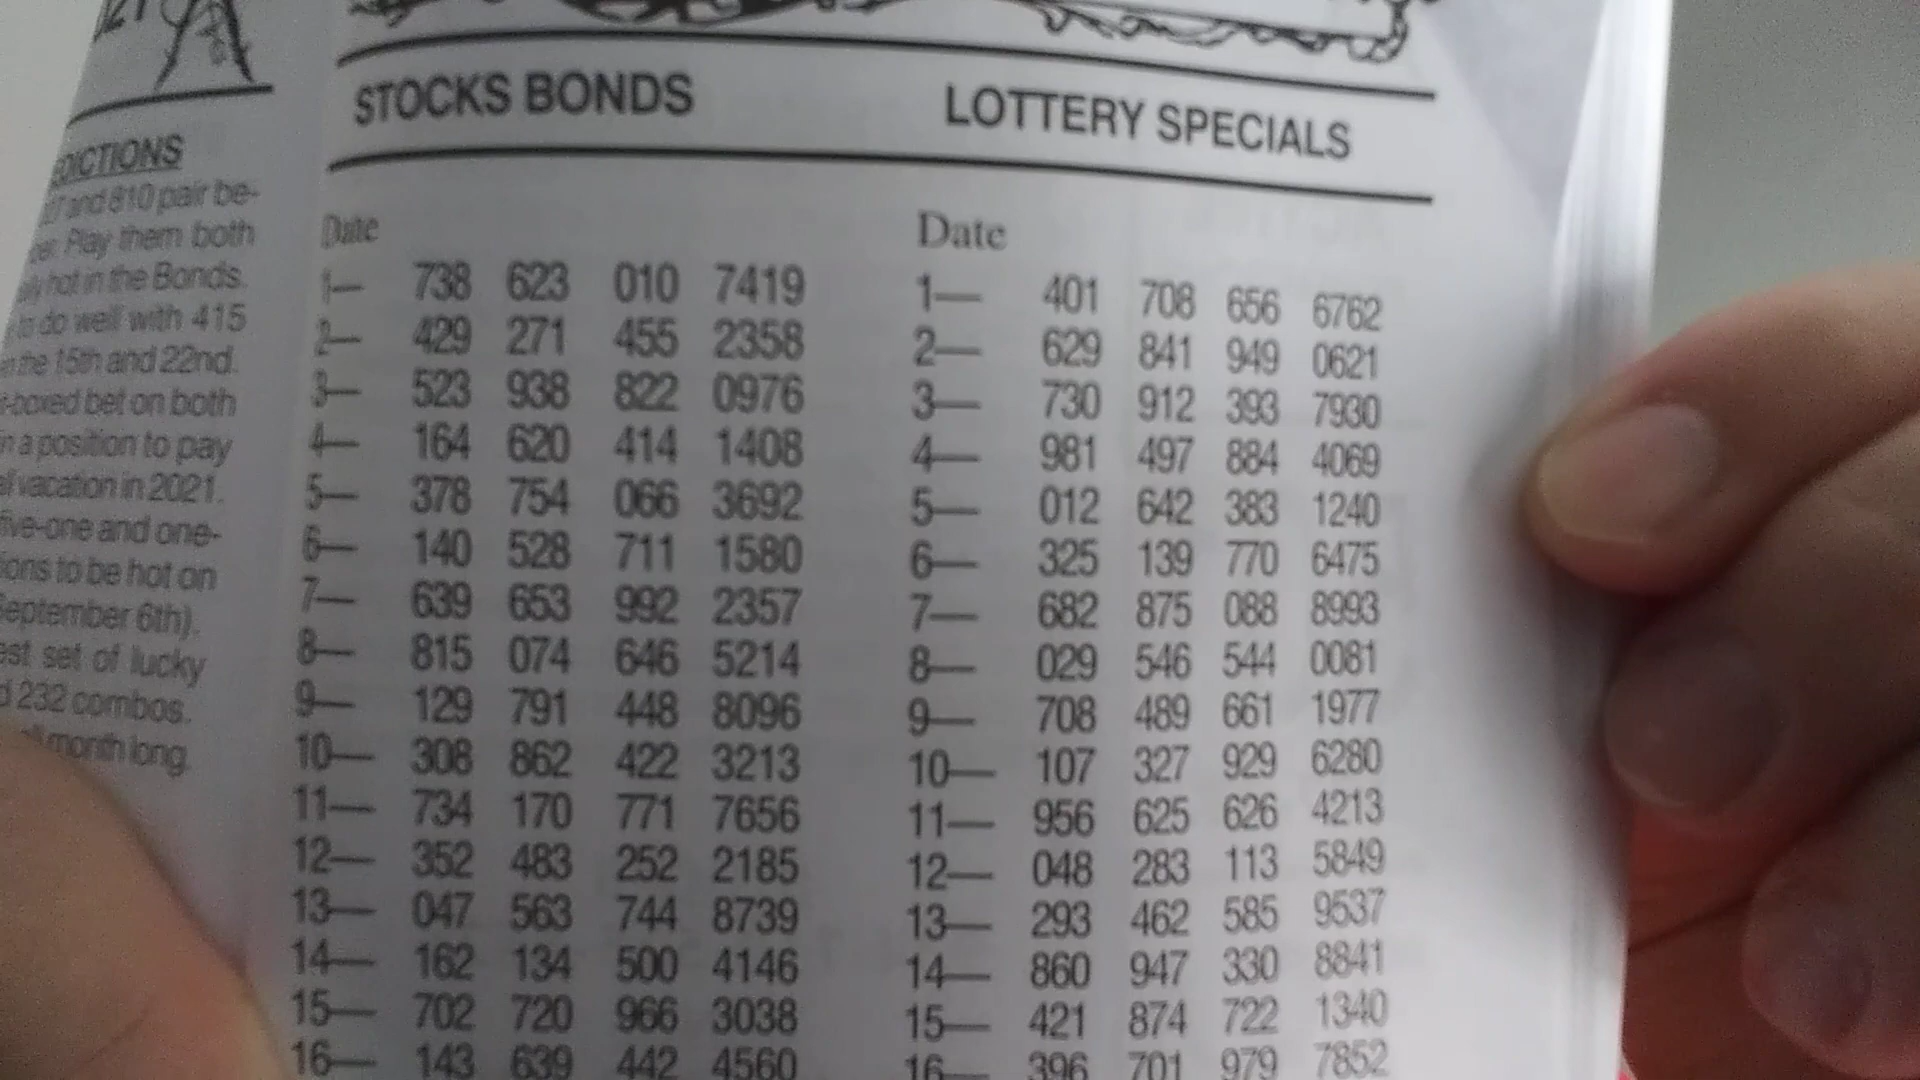 DICTIONS
and 810 pair be-
Play them both
hot in the Bonds.
to do well with 415
the 15th and 22nd.
-boxed bet on both
in a position to pay
vacation in 2021.
five-one and one-
ions to be hot on
September 6th).
est set of lucky
232 combos.
month long.
STOCKS BONDS
Date
1— 738 623 010 7419
2— 429 271 455 2358
3— 523 938 822 0976
4— 164 620 414 1408
5— 378 754 066 3692
6— 140 528 711 1580
7— 639 653 992 2357
8— 815 074 646 5214
9— 129 791 448 8096
10— 308 862 422 3213
11— 734 170 771 7656
12— 352 483 252 2185
13— 047 563 744 8739
14— 162 134 500 4146
15— 702 720 966 3038
16— 143 639 442 4560
LOTTERY SPECIALS
Date
1— 401 708 656 6762
2— 629 841 949 0621
3— 730 912 393 7930
4— 981 497 884 4069
5— 012 642 383 1240
6— 325 139 770 6475
7— 682 875 088 8993
8— 029 546 544 0081
9— 708 489 661 1977
10— 107 327 929 6280
11— 956 625 626 4213
12— 048 283 113 5849
13— 293 462 585 9537
14— 860 947 330 8841
15— 421 874 722 1340
16— 396 701 979 7852